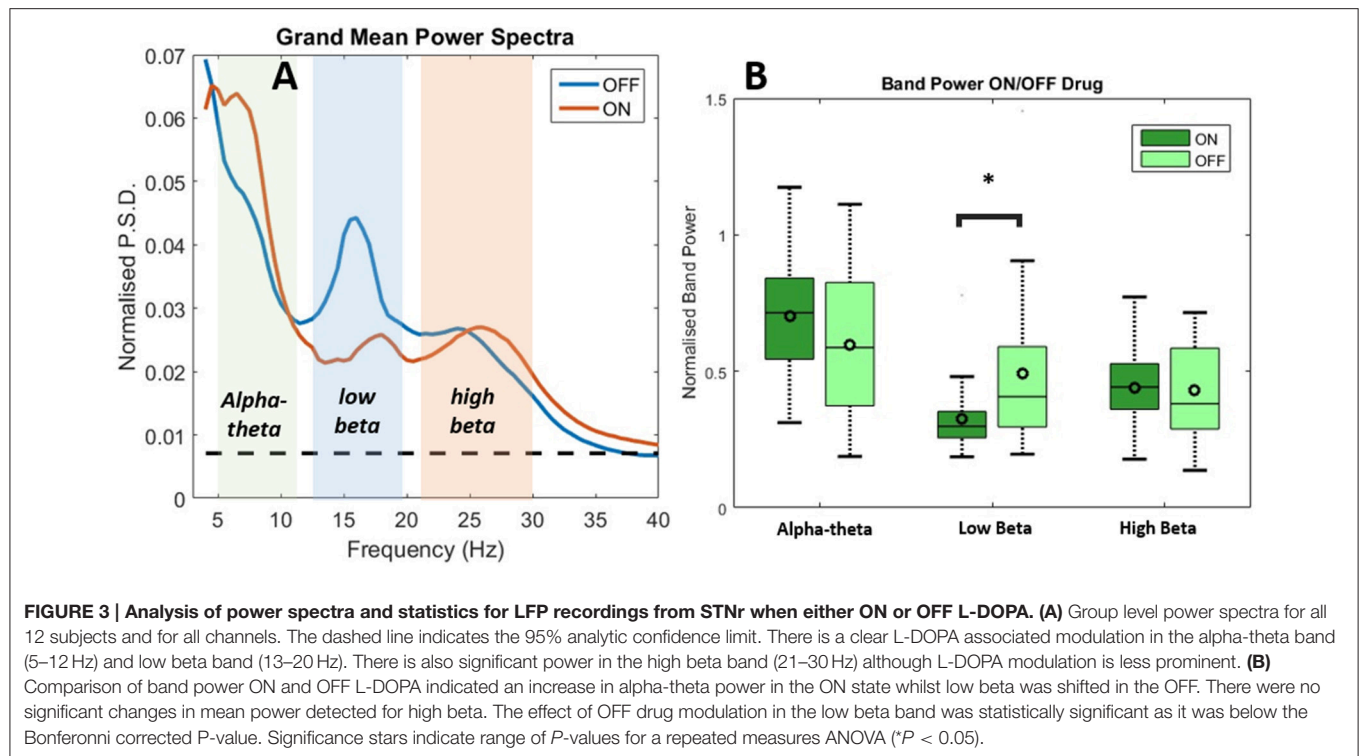 Grand Mean Power Spectra
A
OFF
ON
Normalised P.S.D.
0.07
0.06
0.05
0.04
0.03
0.02
0.01
0
Alpha-
theta
low
beta
high
beta
5 10 15 20 25 30 35 40
Frequency (Hz)
B
Band Power ON/OFF Drug
ON
OFF
*
Normalised Band Power
1.5
1
0.5
0
Alpha-theta Low Beta High Beta
FIGURE 3 | Analysis of power spectra and statistics for LFP recordings from STNr when either ON or OFF L-DOPA. (A) Group level power spectra for all
12 subjects and for all channels. The dashed line indicates the 95% analytic confidence limit. There is a clear L-DOPA associated modulation in the alpha-theta band
(5–12 Hz) and low beta band (13–20 Hz). There is also significant power in the high beta band (21–30 Hz) although L-DOPA modulation is less prominent. (B)
Comparison of band power ON and OFF L-DOPA indicated an increase in alpha-theta power in the ON state whilst low beta was shifted in the OFF. There were no
significant changes in mean power detected for high beta. The effect of OFF drug modulation in the low beta band was statistically significant as it was below the
Bonferonni corrected P-value. Significance stars indicate range of P-values for a repeated measures ANOVA (*P < 0.05).